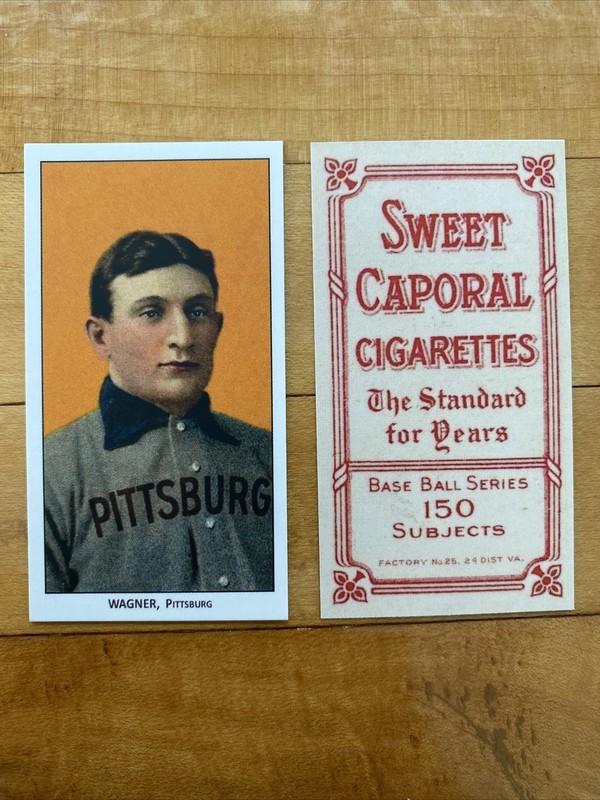 PITTSBURG
WAGNER, PITTSBURG
SWEET
CAPORAL
CIGARETTES
The Standard
for Years
BASE BALL SERIES
150
SUBJECTS
FACTORY No 25, 2d DIST VA.